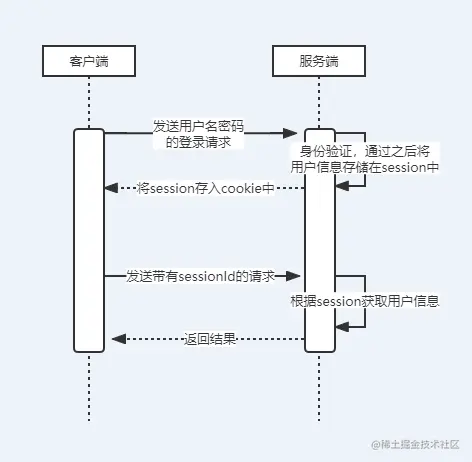 客户端
服务端
发送用户名密码
的登录请求
身份验证，通过之后将
用户信息存储在session中
将session存入cookie中
发送带有sessionId的请求
根据session获取用户信息
返回结果
@稀土掘金技术社区